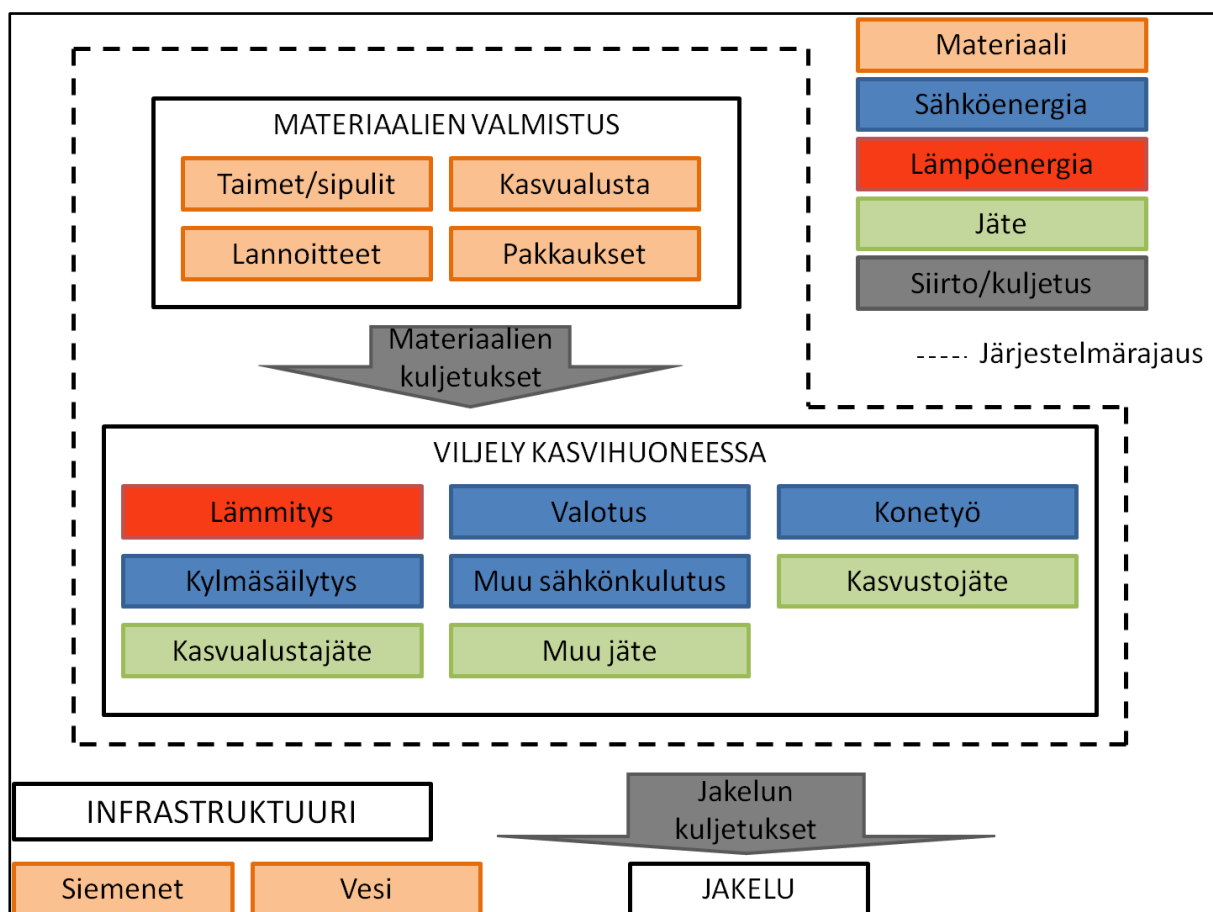 MATERIAALIEN VALMISTUS
Taimet/sipulit
Kasvualusta
Lannoitteet
Pakkaukset
Materiaalien
kuljetukset
Materiaali
Sähköenergia
Lämpöenergia
Jäte
Siirto/kuljetus
Järjestelmärajaus
VILJELY KASVIHUONEESSA
Lämmitys
Valotus
Konetyö
Kylmäsäilytys
Muu sähkönkulutus
Kasvustojäte
Kasvualustajäte
Muu jäte
INFRASTRUKTUURI
Jakelun
kuljetukset
Siemenet
Vesi
JAKELU